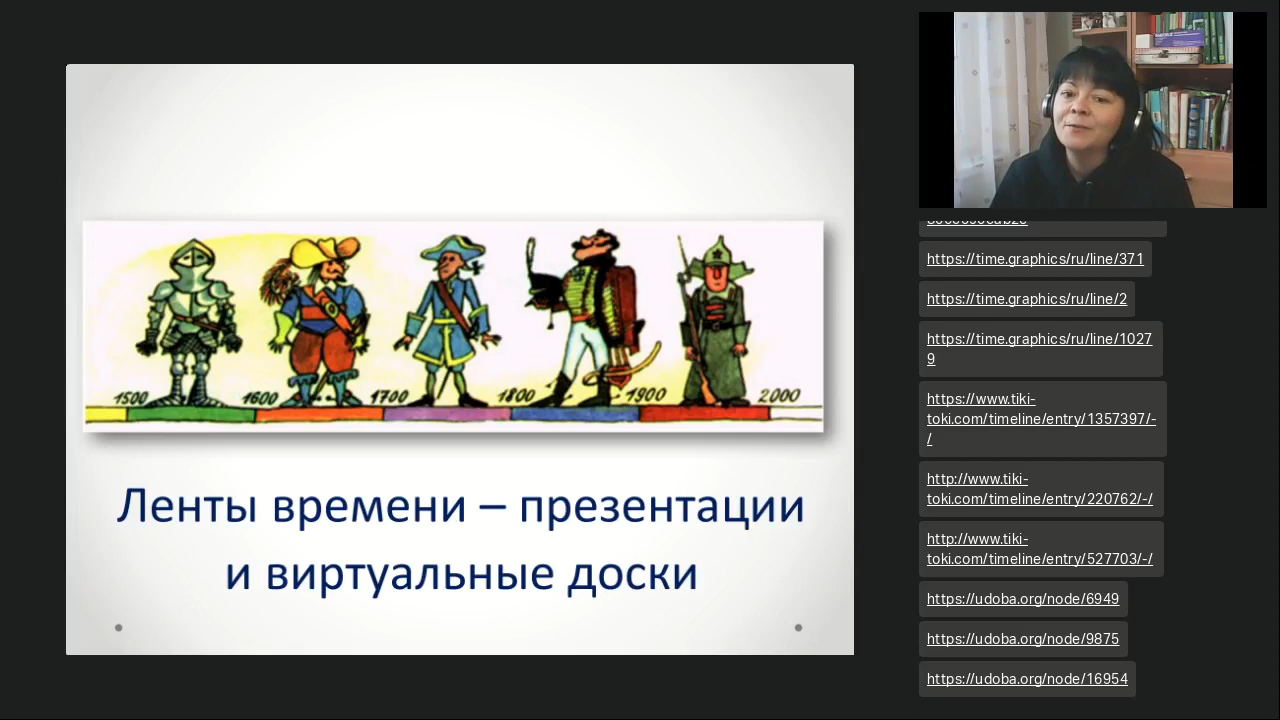 1500 1600 1700 1800 1900 2000
Ленты времени – презентации
и виртуальные доски
https://time.graphics/ru/line/371
https://time.graphics/ru/line/2
https://time.graphics/ru/line/1027
9
https://www.tiki-
toki.com/timeline/entry/1357397/-
/
http://www.tiki-
toki.com/timeline/entry/220762/-/
http://www.tiki-
toki.com/timeline/entry/527703/-/
https://udoba.org/node/6949
https://udoba.org/node/9875
https://udoba.org/node/16954